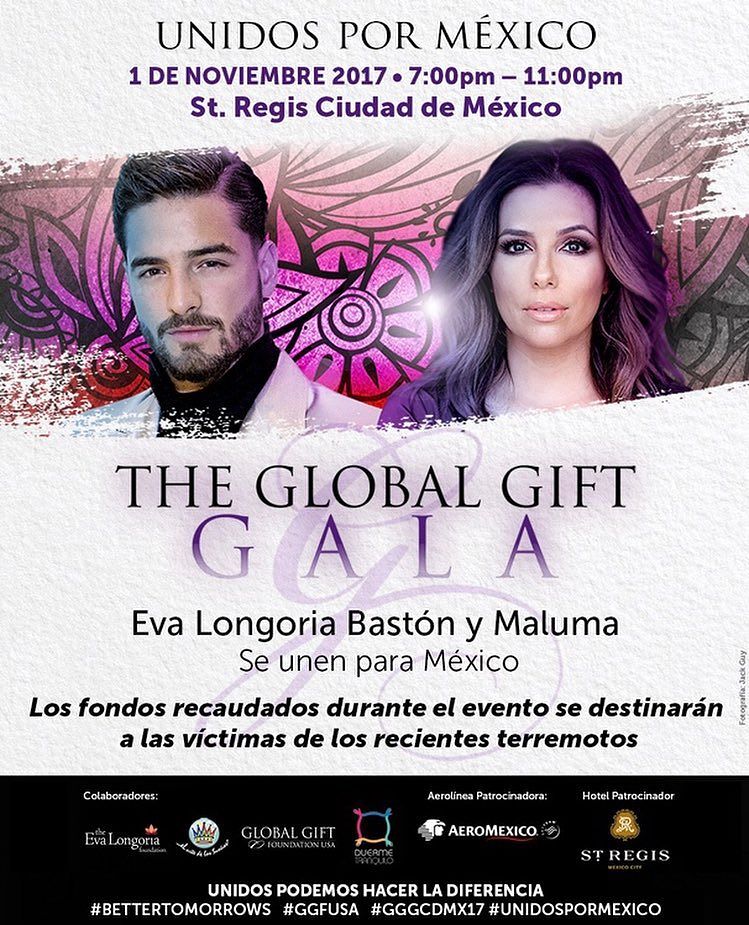 UNIDOS POR MÉXICO
1 DE NOVIEMBRE 2017 • 7:00pm – 11:00pm
St. Regis Ciudad de México
THE GLOBAL GIFT
GALA
Eva Longoria Bastón y Maluma
Se unen para México
Fotografía: Jack Guy
Los fondos recaudados durante el evento se destinarán
a las víctimas de los recientes terremotos
Colaboradores:
Aerolínea Patrocinadora:
Hotel Patrocinador
the
Eva Longoria
foundation
GLOBAL GIFT
FOUNDATION USA
DUERME
TRANQUILO
AEROMEXICO
ST REGIS
MEXICO CITY
UNIDOS PODEMOS HACER LA DIFERENCIA
#BETTERTOMORROWS #GGFUSA #GGGCDMX17 #UNIDOSPORMEXICO